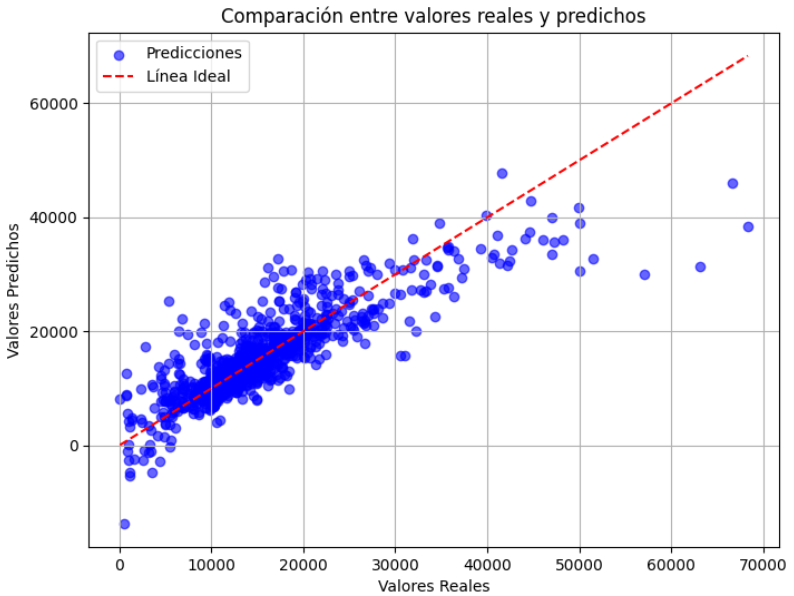 Comparación entre valores reales y predichos
Predicciones
Línea Ideal
60000
40000
20000
0
Valores Predichos
0 10000 20000 30000 40000 50000 60000 70000
Valores Reales